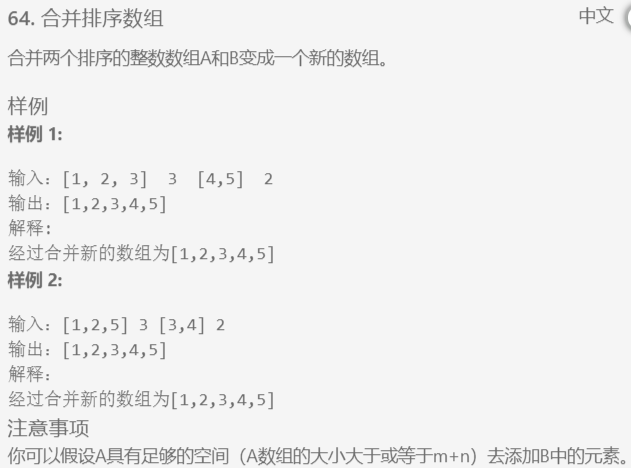 64. 合并排序数组
中文
合并两个排序的整数数组A和B变成一个新的数组。
样例
样例 1:
输入：[1, 2, 3]  3  [4,5]  2
输出：[1,2,3,4,5]
解释:
经过合并新的数组为[1,2,3,4,5]
样例 2:
输入：[1,2,5] 3 [3,4] 2
输出：[1,2,3,4,5]
解释：
经过合并新的数组为[1,2,3,4,5]
注意事项
你可以假设A具有足够的空间（A数组的大小大于或等于m+n）去添加B中的元素。